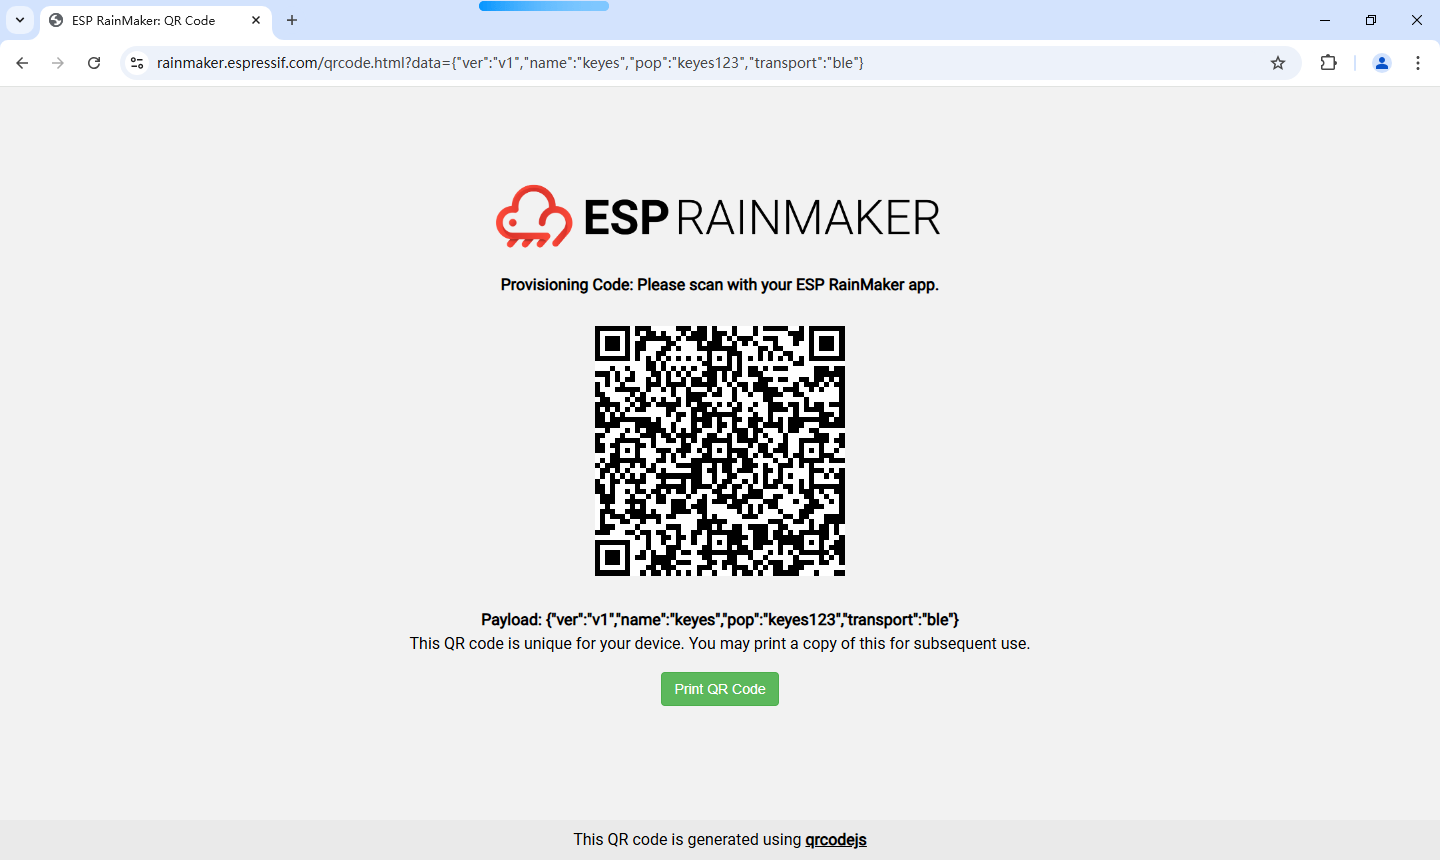 ESP RainMaker: QR Code
rainmaker.espressif.com/qrcode.html?data={"ver":"v1","name":"keyes","pop":"keyes123","transport":"ble"}
ESP RAINMAKER
Provisioning Code: Please scan with your ESP RainMaker app.
Payload: {"ver":"v1","name":"keyes","pop":"keyes123","transport":"ble"}
This QR code is unique for your device. You may print a copy of this for subsequent use.
Print QR Code
This QR code is generated using qrcodejs